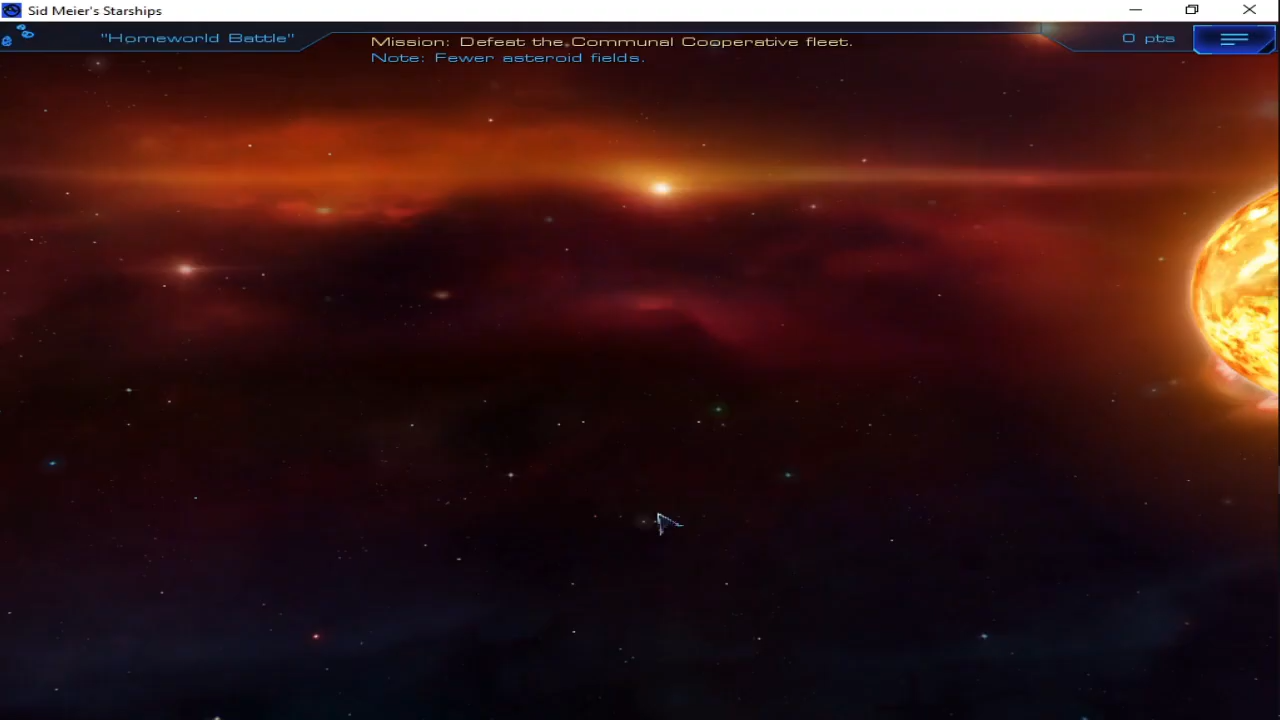 Sid Meier's Starships
"Homeworld Battle"
Mission: Defeat the Communal Cooperative fleet.
0 pts
Note: Fewer asteroid fields.